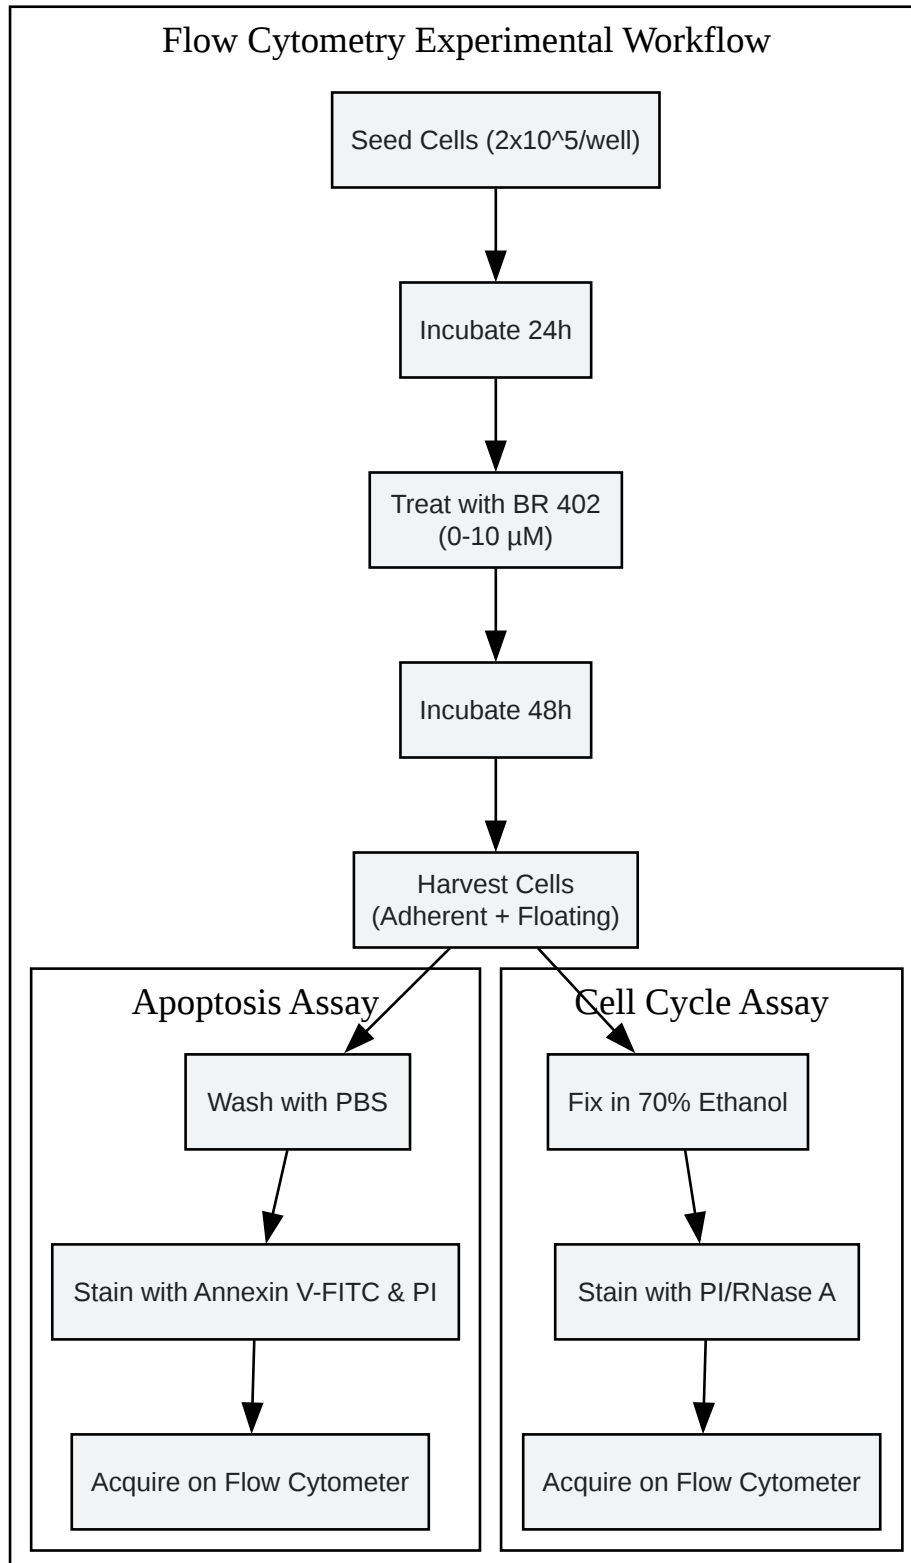 Flow Cytometry Experimental Workflow
Seed Cells (2x10^5/well)
Incubate 24h
Treat with BR 402
(0-10 µM)
Incubate 48h
Harvest Cells
(Adherent + Floating)
Apoptosis Assay
Wash with PBS
Stain with Annexin V-FITC & PI
Acquire on Flow Cytometer
Cell Cycle Assay
Fix in 70% Ethanol
Stain with PI/RNase A
Acquire on Flow Cytometer